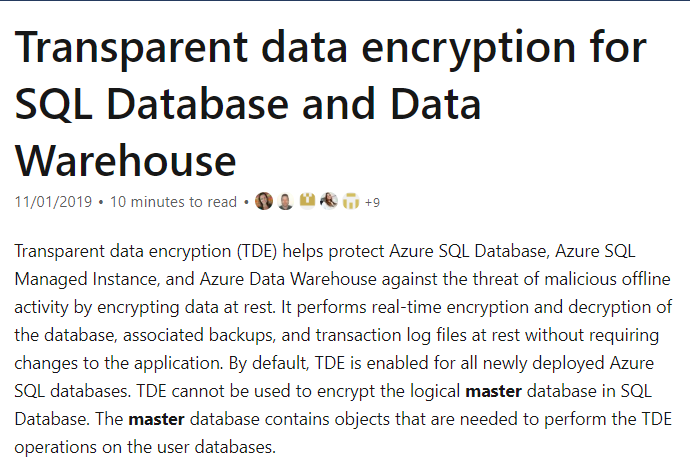 Transparent data encryption for
SQL Database and Data
Warehouse
11/01/2019 • 10 minutes to read • +9
Transparent data encryption (TDE) helps protect Azure SQL Database, Azure SQL
Managed Instance, and Azure Data Warehouse against the threat of malicious offline
activity by encrypting data at rest. It performs real-time encryption and decryption of
the database, associated backups, and transaction log files at rest without requiring
changes to the application. By default, TDE is enabled for all newly deployed Azure
SQL databases. TDE cannot be used to encrypt the logical master database in SQL
Database. The master database contains objects that are needed to perform the TDE
operations on the user databases.